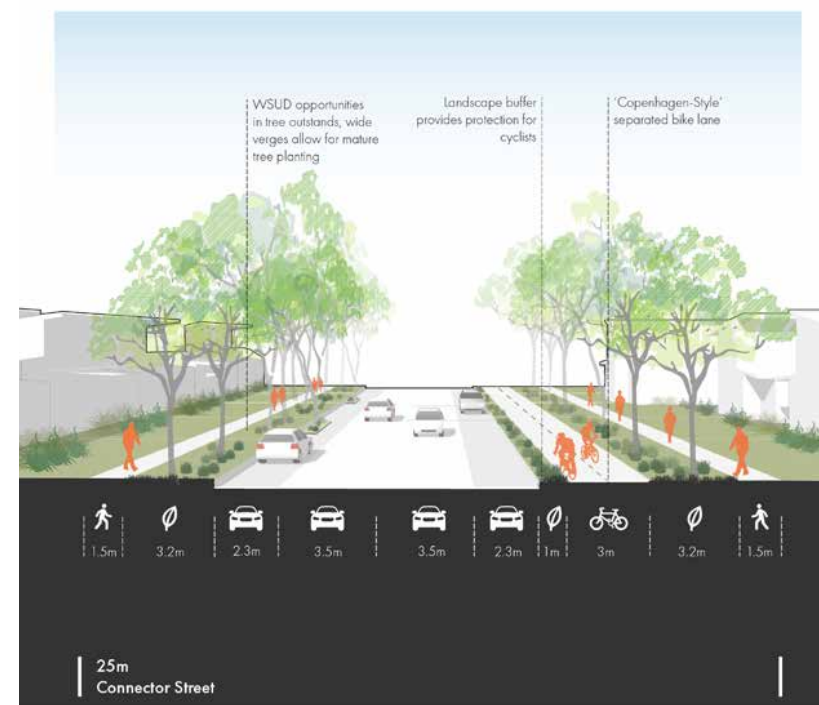 WSUD opportunities
in tree outstands, wide
verges allow for mature
tree planting
Landscape buffer
provides protection for
cyclists
'Copenhagen-Style'
separated bike lane
1.5m 3.2m 2.3m 3.5m 3.5m 2.3m 1m 3m 3.2m 1.5m
25m
Connector Street